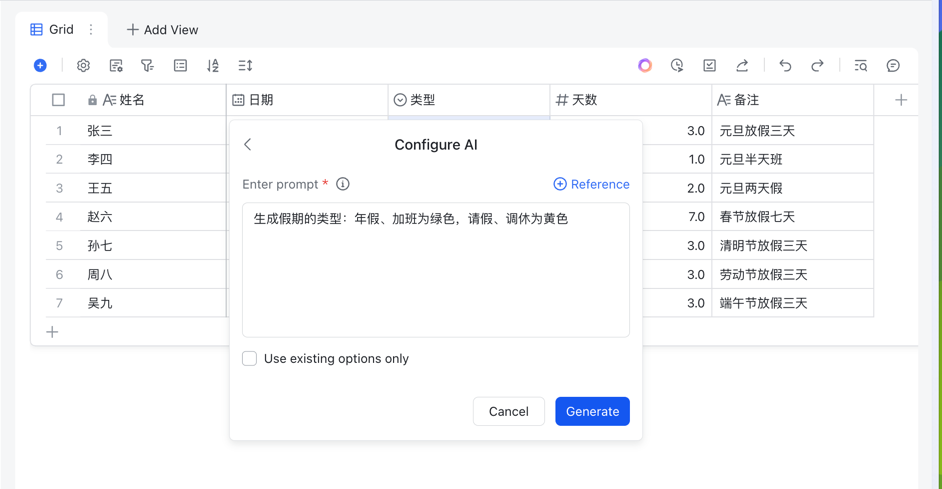 Grid
Add View
姓名 日期 类型 天数 备注
1 张三 3.0 元旦放假三天
2 李四 1.0 元旦半天班
3 王五 2.0 元旦两天假
4 赵六 7.0 春节放假七天
5 孙七 3.0 清明节放假三天
6 周八 3.0 劳动节放假三天
7 吴九 3.0 端午节放假三天
Configure AI
Enter prompt * Reference
生成假期的类型：年假、加班为绿色，请假、调休为黄色
Use existing options only
Cancel Generate